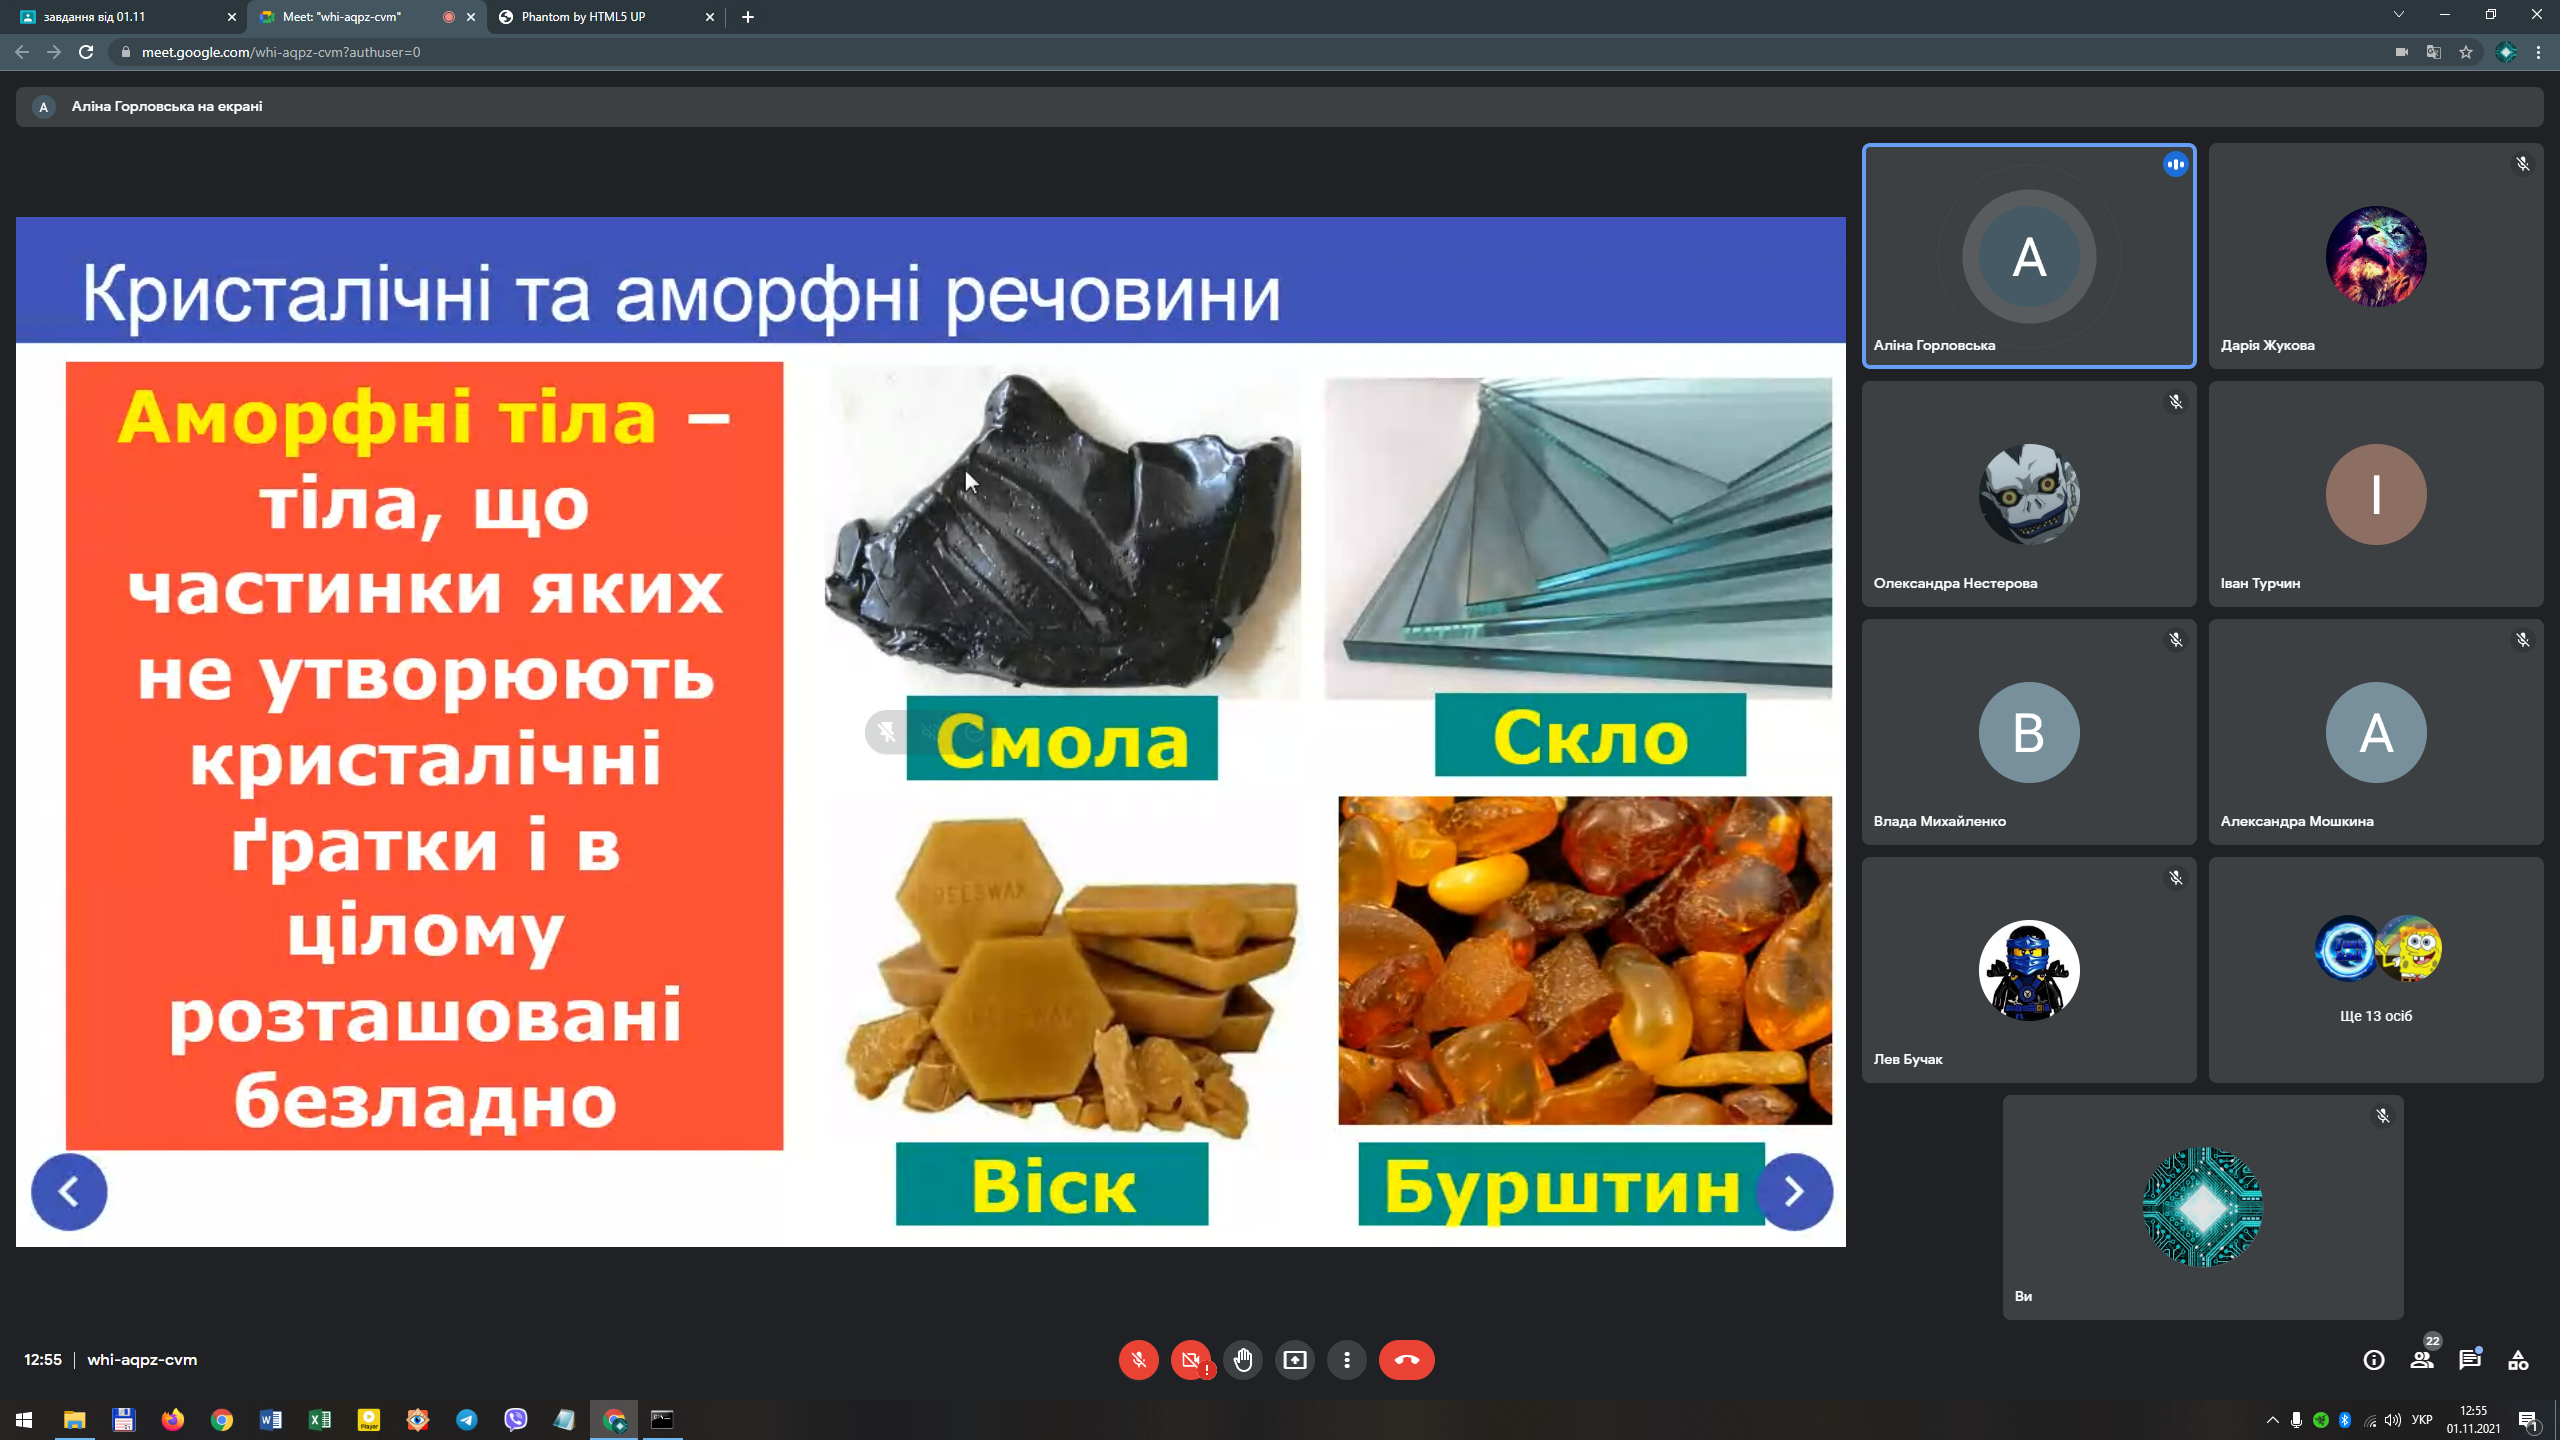 завдання від 01.11
Meet: "whi-aqpz-cvm"
Phantom by HTML5 UP
meet.google.com/whi-aqpz-cvm?authuser=0
А
Аліна Горловська на екрані
Кристалічні та аморфні речовини
Аморфні тіла –
тіла, що
частинки яких
не утворюють
кристалічні
ґратки і в
цілому
розташовані
безладно
Смола
Скло
BEESWAX
BEESWAX
Віск
Бурштин
А
Аліна Горловська
Дарія Жукова
Олександра Нестерова
І
Іван Турчин
В
Влада Михайленко
А
Александра Мошкина
Лев Бучак
Ще 13 осіб
Ви
12:55
whi-aqpz-cvm
22
УКР
12:55
01.11.2021
1